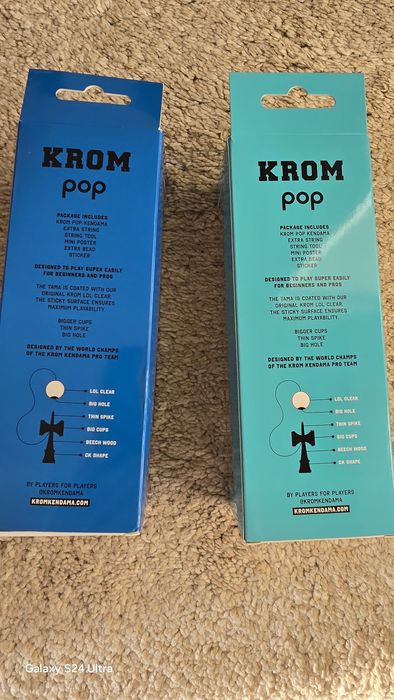 KROM
pop
PACKAGE INCLUDES
KROM POP KENDAMA
EXTRA STRING
STRING TOOL
MINI POSTER
EXTRA BEAD
STICKER
DESIGNED TO PLAY SUPER EASILY
FOR BEGINNERS AND PROS
THE TAMA IS COATED WITH OUR
ORIGINAL KROM LOL CLEAR.
THE STICKY SURFACE ENSURES
MAXIMUM PLAYABILITY.
BIGGER CUPS
THIN SPIKE
BIG HOLE
DESIGNED BY THE WORLD CHAMPS
OF THE KROM KENDAMA PRO TEAM
LOL CLEAR
BIG HOLE
THIN SPIKE
BIG CUPS
BEECH WOOD
CK SHAPE
BY PLAYERS FOR PLAYERS
@KROMKENDAMA
KROMKENDAMA.COM
KROM
pop
PACKAGE INCLUDES
KROM POP KENDAMA
EXTRA STRING
STRING TOOL
MINI POSTER
EXTRA BEAD
STICKER
DESIGNED TO PLAY SUPER EASILY
FOR BEGINNERS AND PROS
THE TAMA IS COATED WITH OUR
ORIGINAL KROM LOL CLEAR.
THE STICKY SURFACE ENSURES
MAXIMUM PLAYABILITY.
BIGGER CUPS
THIN SPIKE
BIG HOLE
DESIGNED BY THE WORLD CHAMPS
OF THE KROM KENDAMA PRO TEAM
LOL CLEAR
BIG HOLE
THIN SPIKE
BIG CUPS
BEECH WOOD
CK SHAPE
BY PLAYERS FOR PLAYERS
@KROMKENDAMA
KROMKENDAMA.COM
Galaxy S24 Ultra